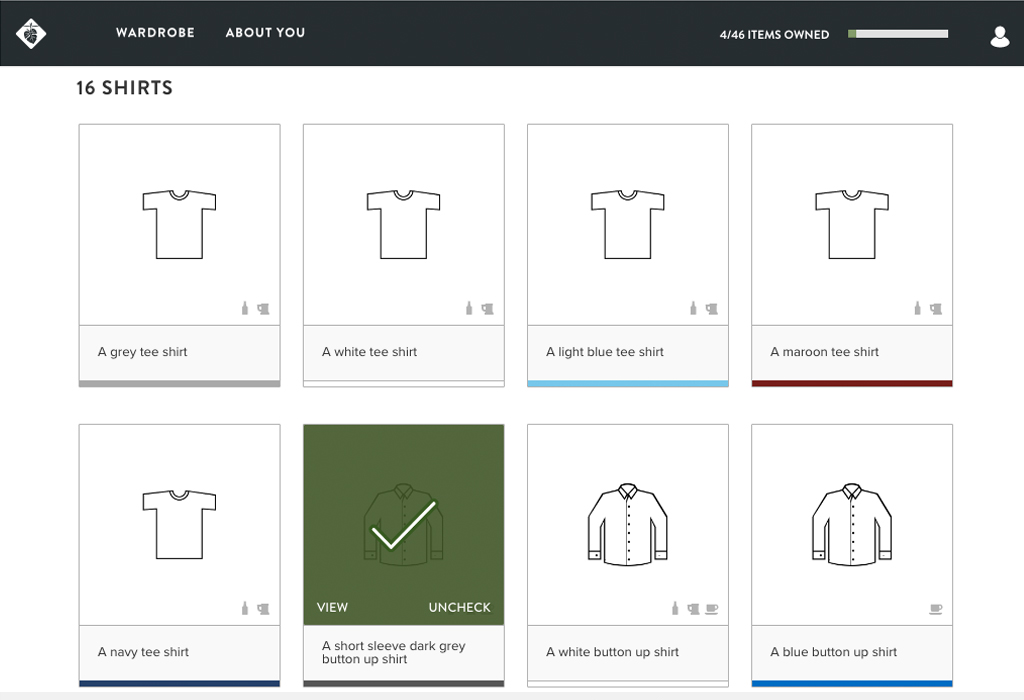 WARDROBE
ABOUT YOU
4/46 ITEMS OWNED
16 SHIRTS
A grey tee shirt
A white tee shirt
A light blue tee shirt
A maroon tee shirt
VIEW
UNCHECK
A navy tee shirt
A short sleeve dark grey
button up shirt
A white button up shirt
A blue button up shirt